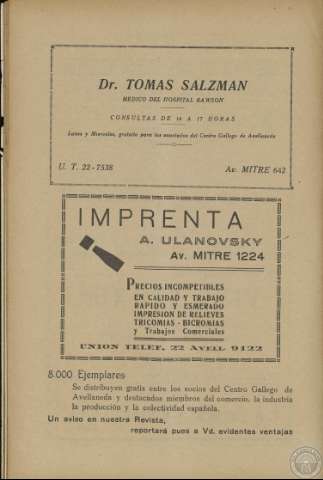 Dr. TOMAS SALZMAN
MEDICO DEL HOSPITAL RAWSON
CONSULTAS DE 14 A 17 HORAS
Lunes y Miercoles, gratuito para los asociados del Centro Gallego de Avellaneda
U. T. 22-7538
Av. MITRE 642
IMPRENTA
A. ULANOVSKY
Av. MITRE 1224
PRECIOS INCOMPETIBLES
EN CALIDAD Y TRABAJO
RAPIDO Y ESMERADO
IMPRESION DE RELIEVES
TRICOMIAS - BICROMIAS
Y Trabajos Comerciales
UNION TELEF. 22 AVELL 9122
8.000 Ejemplares
Se distribuyen gratis entre los socios del Centro Gallego de
Avellaneda y destacados miembros del comercio, la industria
la producción y la colectividad española.
Un aviso en nuestra Revista,
reportará pues a Vd. evidentes ventajas